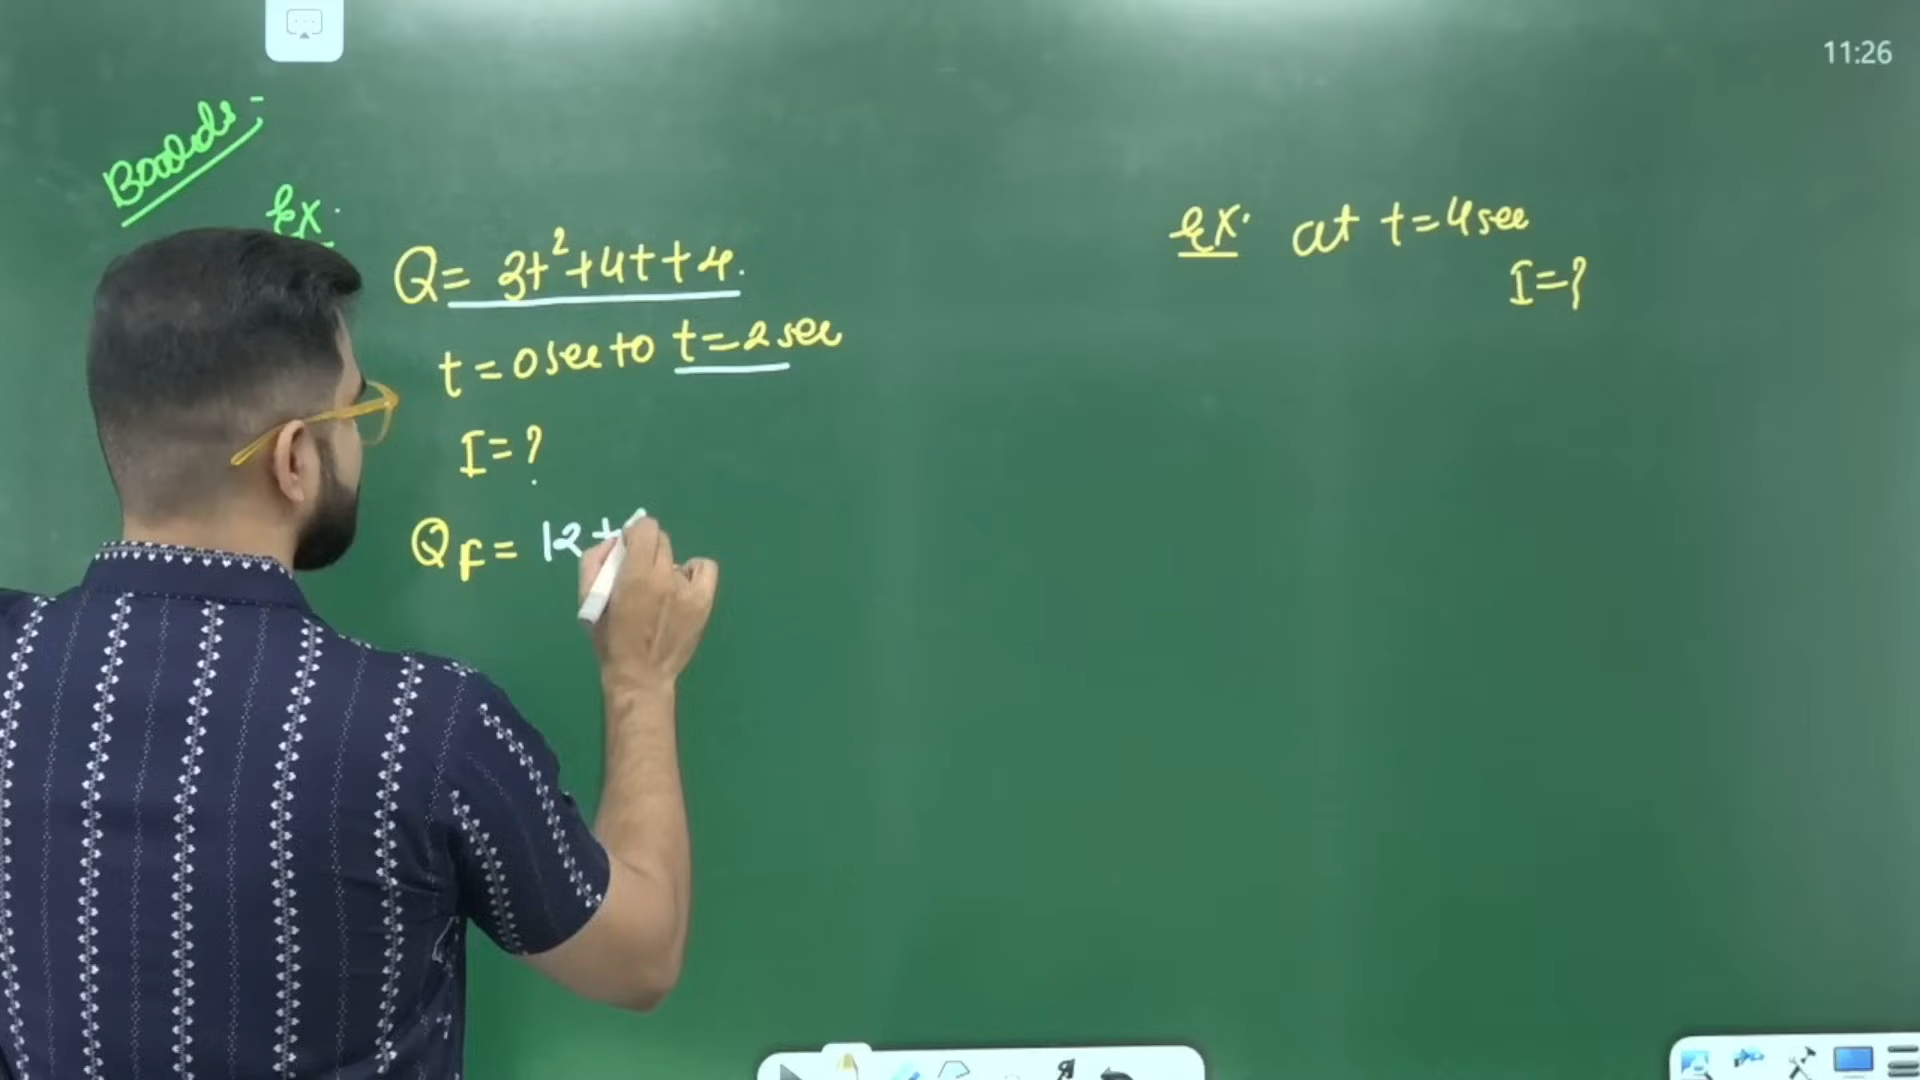 11:26
Boards:-
Ex:
Q = 3t²+4t+4.
t = 0 sec to t = 2 sec
I = ?
QF = 12+
Ex: at t = 4 sec
I = ?